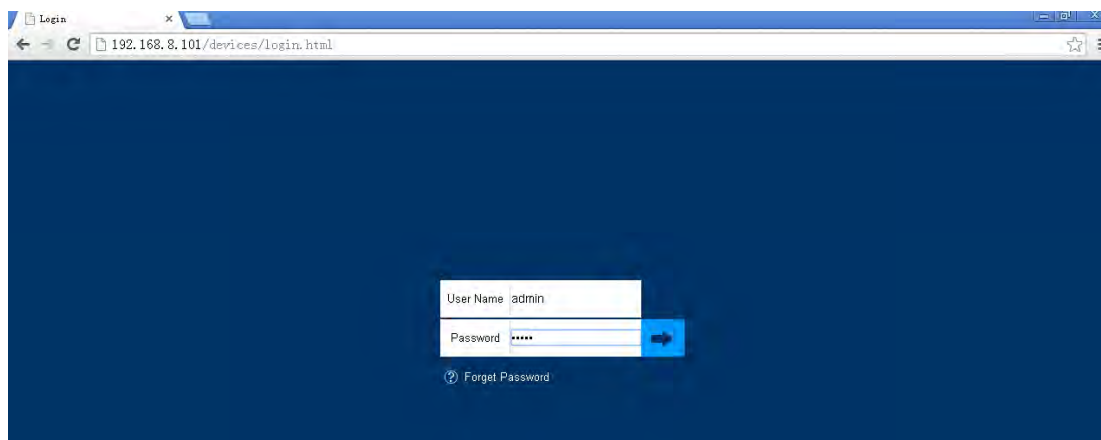 Login
192.168.8.101/devices/login.html
User Name admin
Password •••••
Forget Password